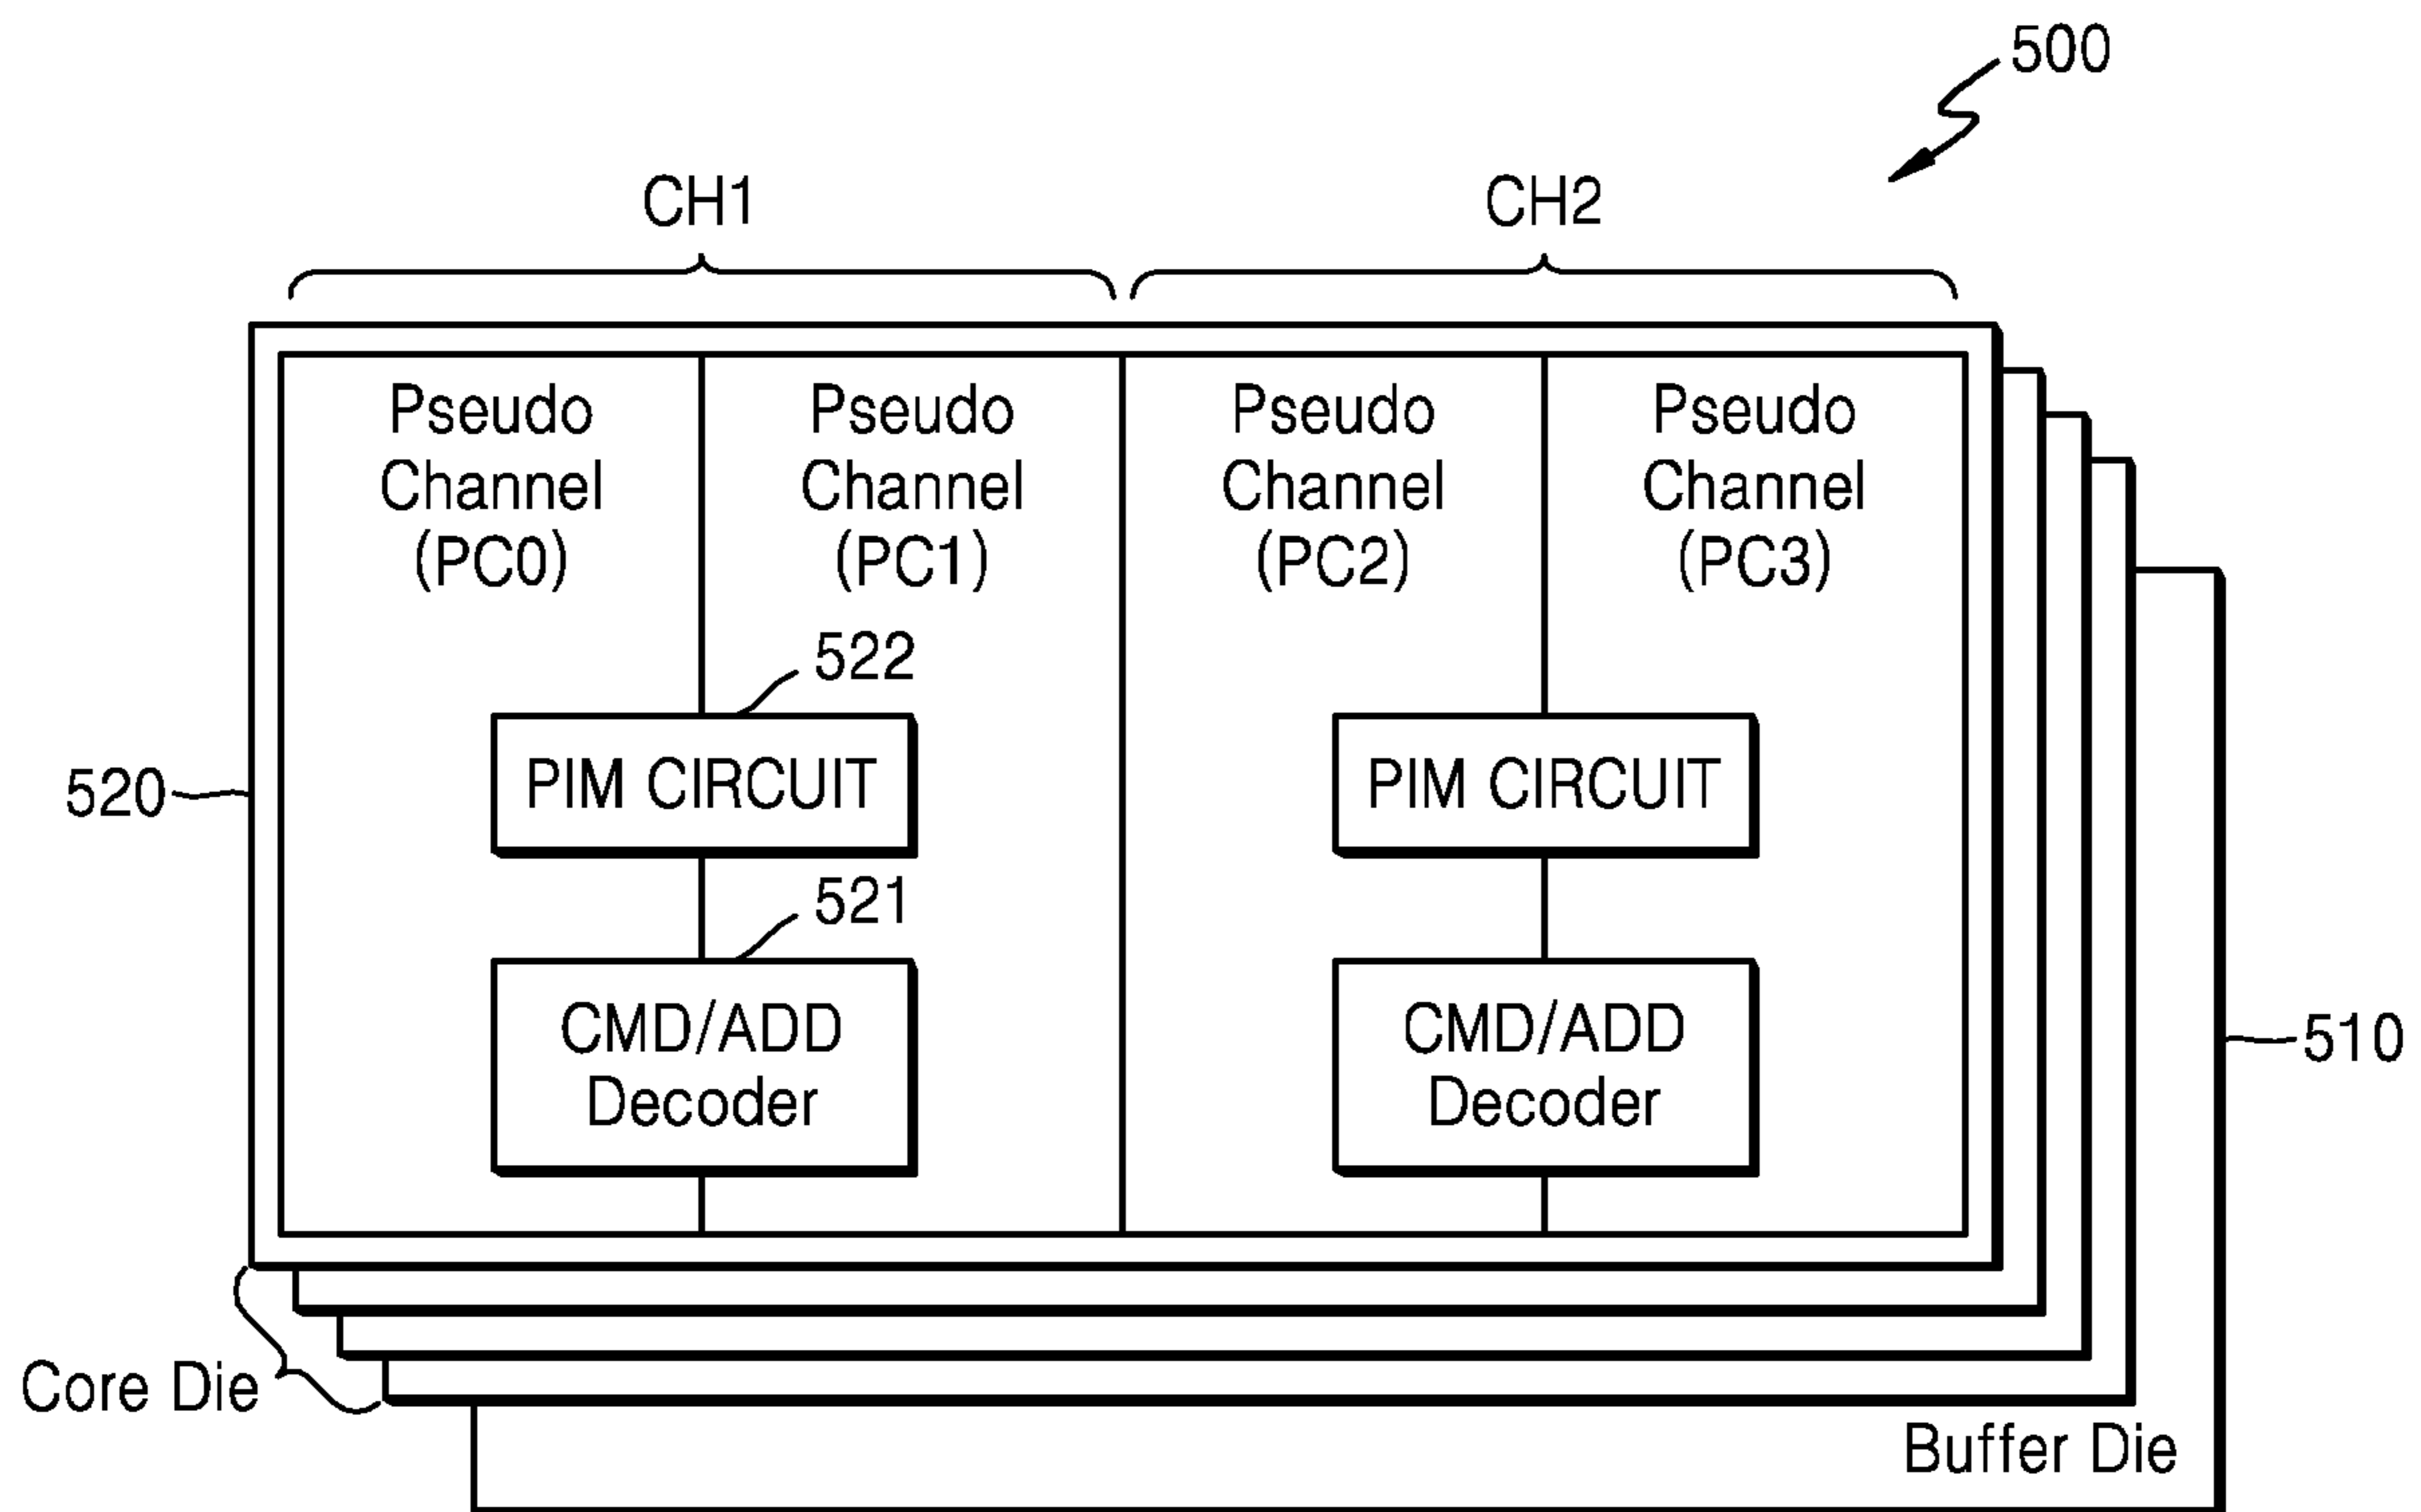 500
CH1
CH2
Pseudo
Channel
(PC0)
Pseudo
Channel
(PC1)
Pseudo
Channel
(PC2)
Pseudo
Channel
(PC3)
522
PIM CIRCUIT
PIM CIRCUIT
520
521
CMD/ADD
Decoder
CMD/ADD
Decoder
510
Core Die
Buffer Die